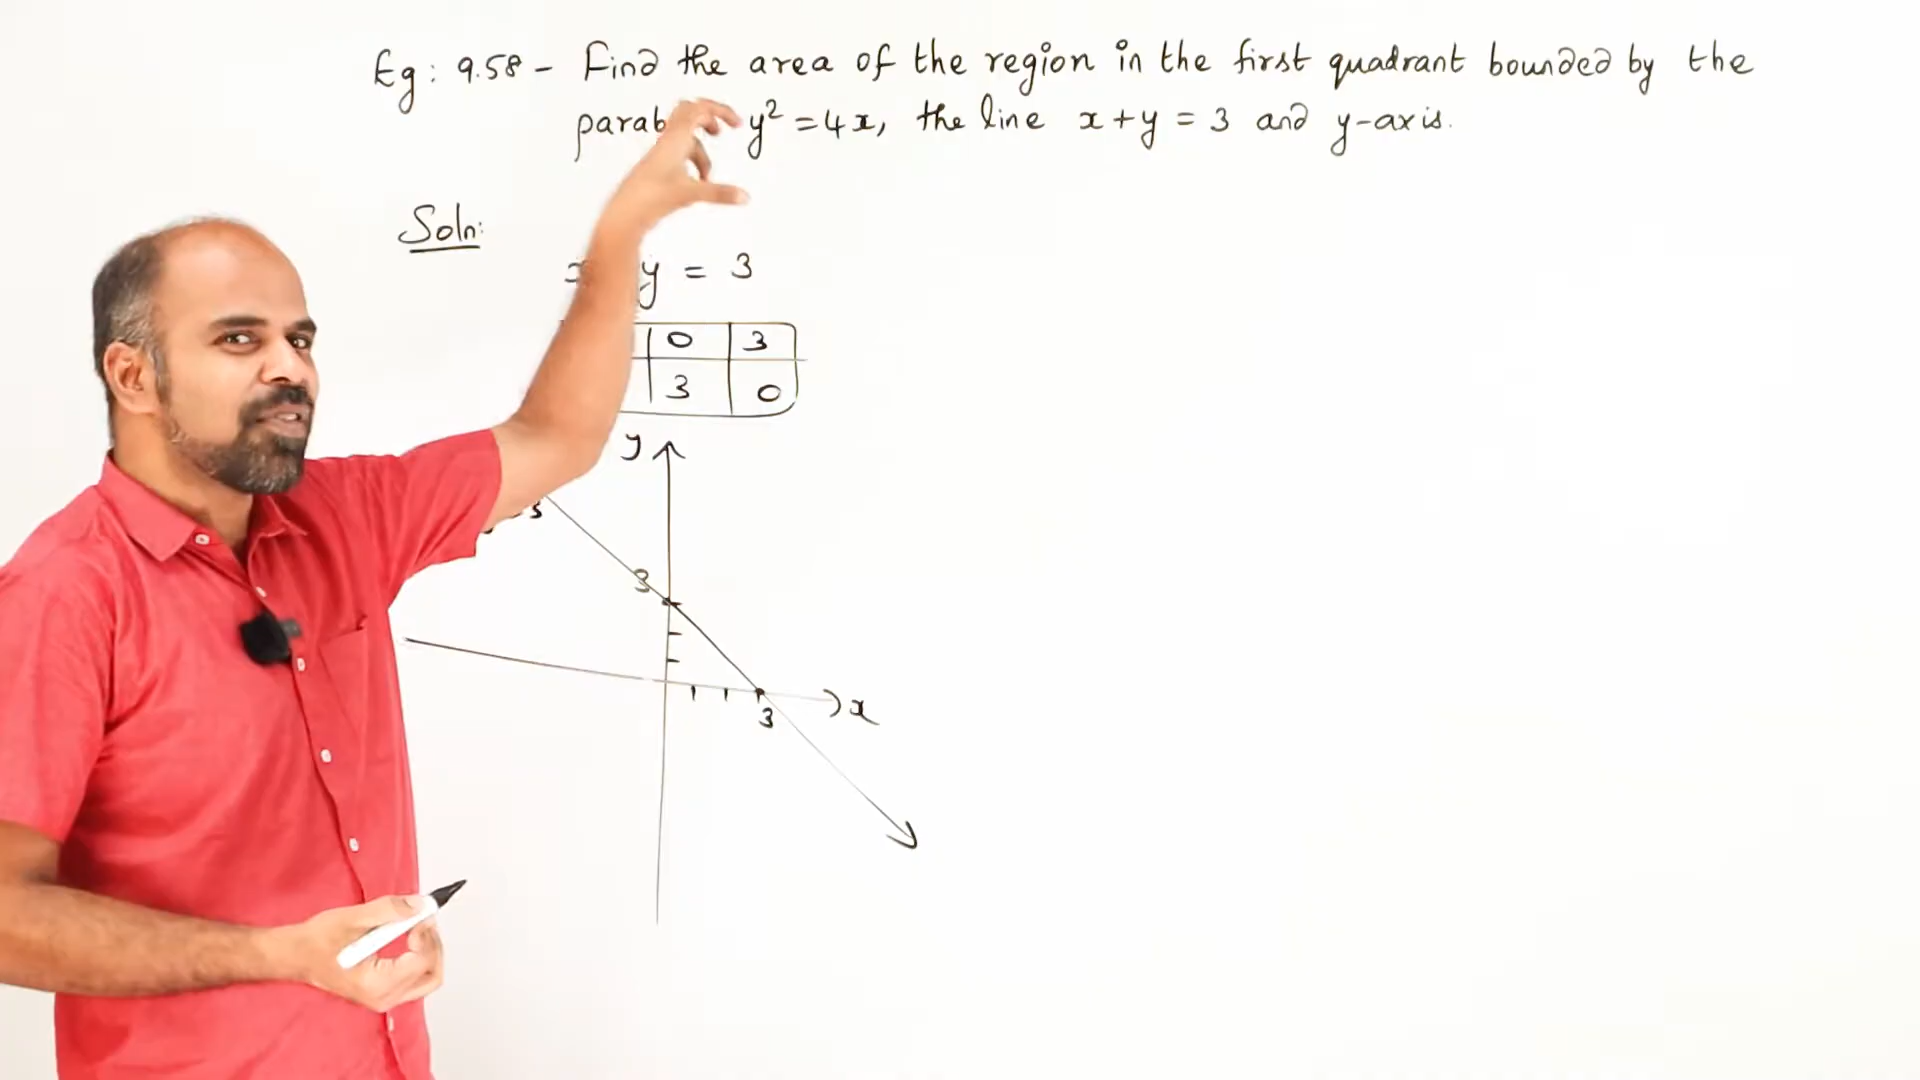 Eg: 9.58 - Find the area of the region in the first quadrant bounded by the
y² = 4x, the line x + y = 3 and y-axis.
Soln:
y = 3
0 3
3 0
y
3
3
x